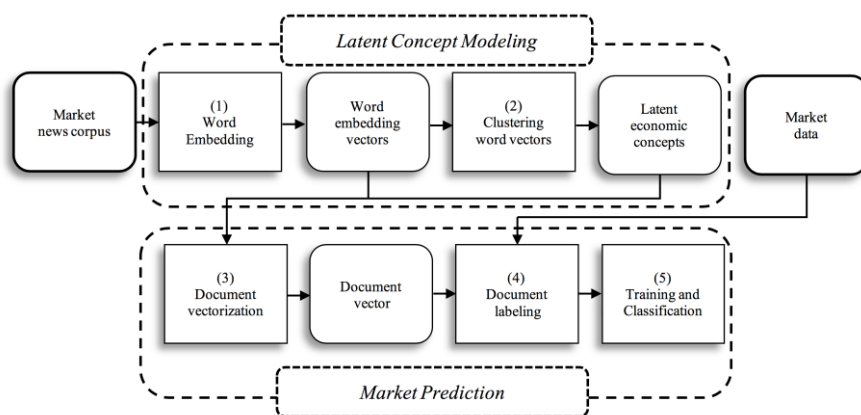 Latent Concept Modeling
Market
news corpus
(1)
Word
Embedding
Word
embedding
vectors
(2)
Clustering
word vectors
Latent
economic
concepts
Market
data
(3)
Document
vectorization
Document
vector
(4)
Document
labeling
(5)
Training and
Classification
Market Prediction